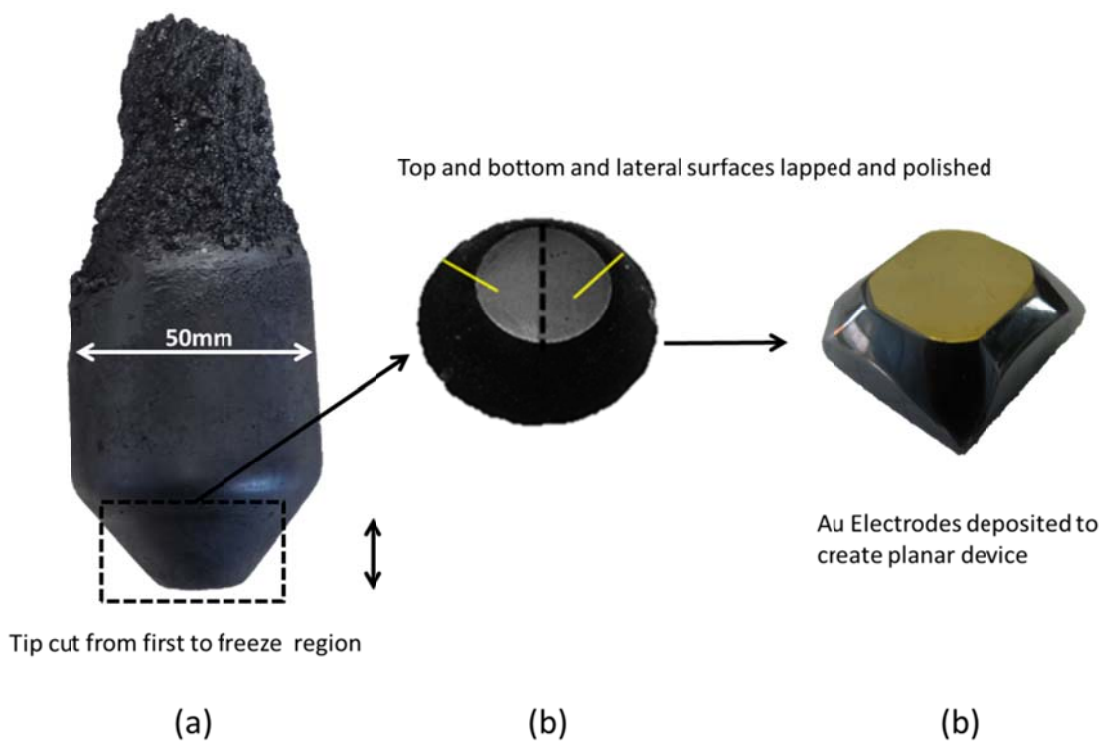 Top and bottom and lateral surfaces lapped and polished
50mm
Au Electrodes deposited to
create planar device
Tip cut from first to freeze region
(a)
(b)
(b)